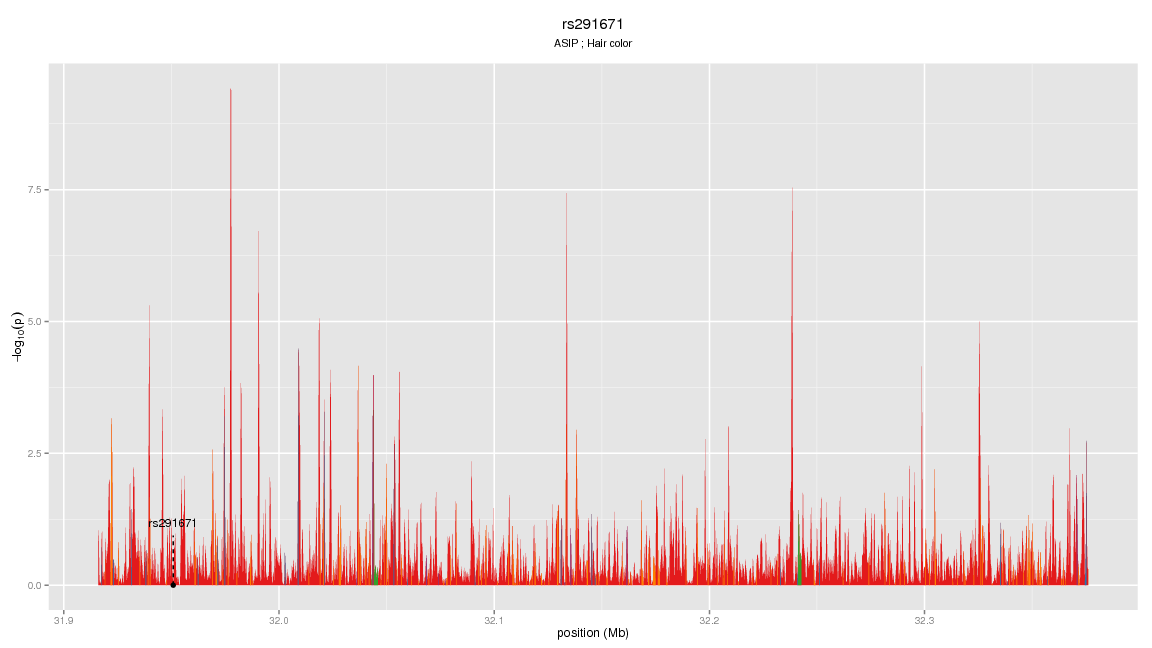 rs291671
ASIP ; Hair color
7.5
5.0
2.5
0.0
−log10(p)
rs291671
31.9
32.0
32.1
32.2
32.3
position (Mb)